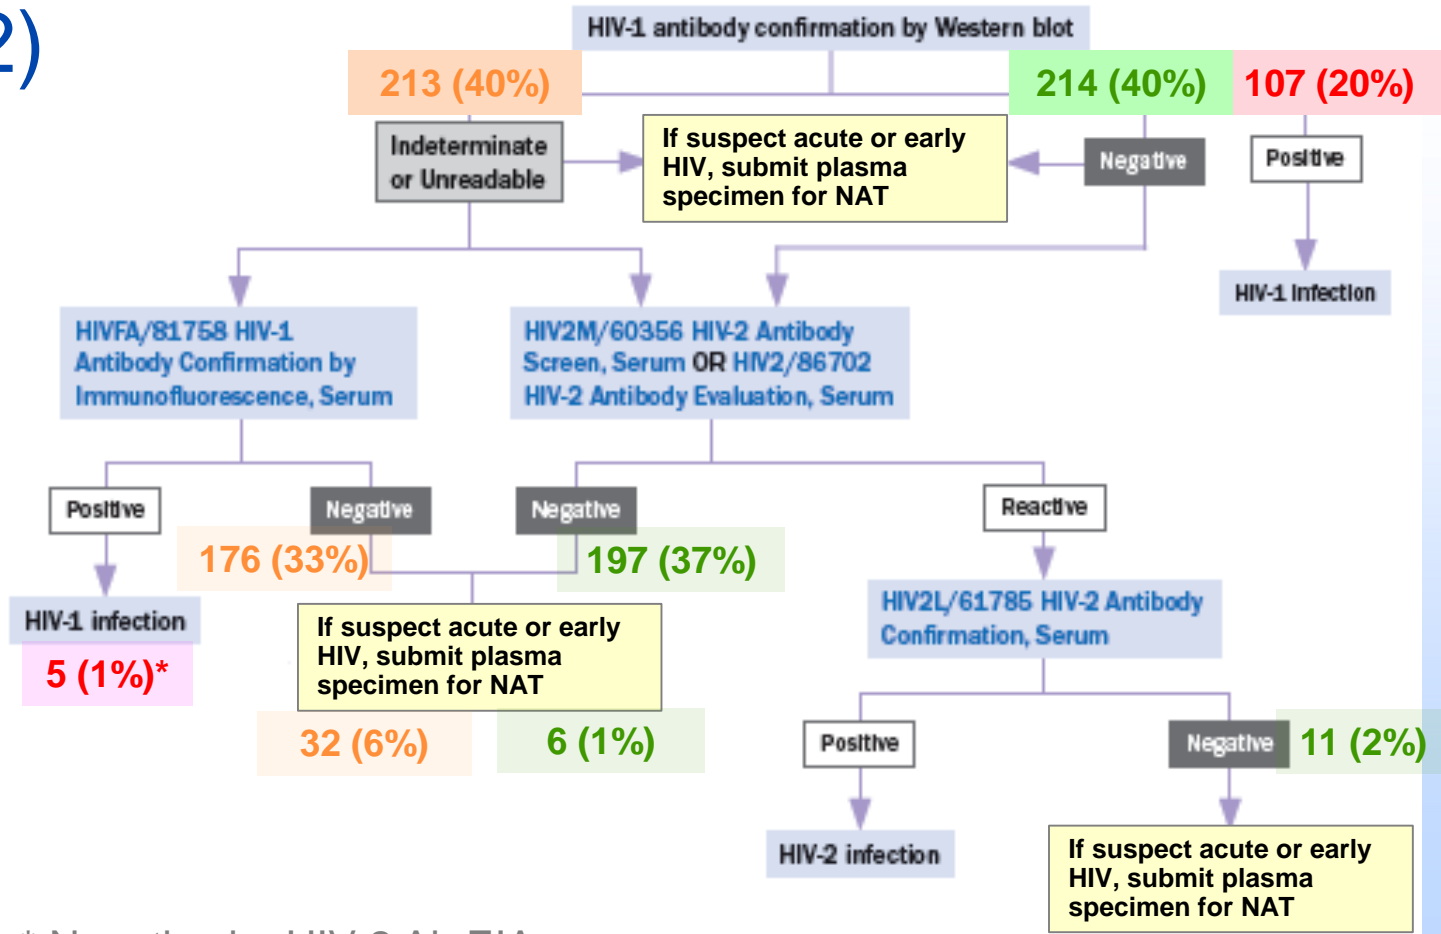 2)
HIV-1 antibody confirmation by Western blot
213 (40%)
214 (40%)
107 (20%)
Indeterminate
or Unreadable
If suspect acute or early
HIV, submit plasma
specimen for NAT
Negative
Positive
HIV-1 infection
HIVFA/81758 HIV-1
Antibody Confirmation by
Immunofluorescence, Serum
HIV2M/60356 HIV-2 Antibody
Screen, Serum OR HIV2/86702
HIV-2 Antibody Evaluation, Serum
Positive
Negative
Negative
Reactive
176 (33%)
197 (37%)
HIV-1 infection
5 (1%)*
If suspect acute or early
HIV, submit plasma
specimen for NAT
HIV2L/61785 HIV-2 Antibody
Confirmation, Serum
32 (6%)
6 (1%)
Positive
Negative
11 (2%)
HIV-2 infection
If suspect acute or early
HIV, submit plasma
specimen for NAT